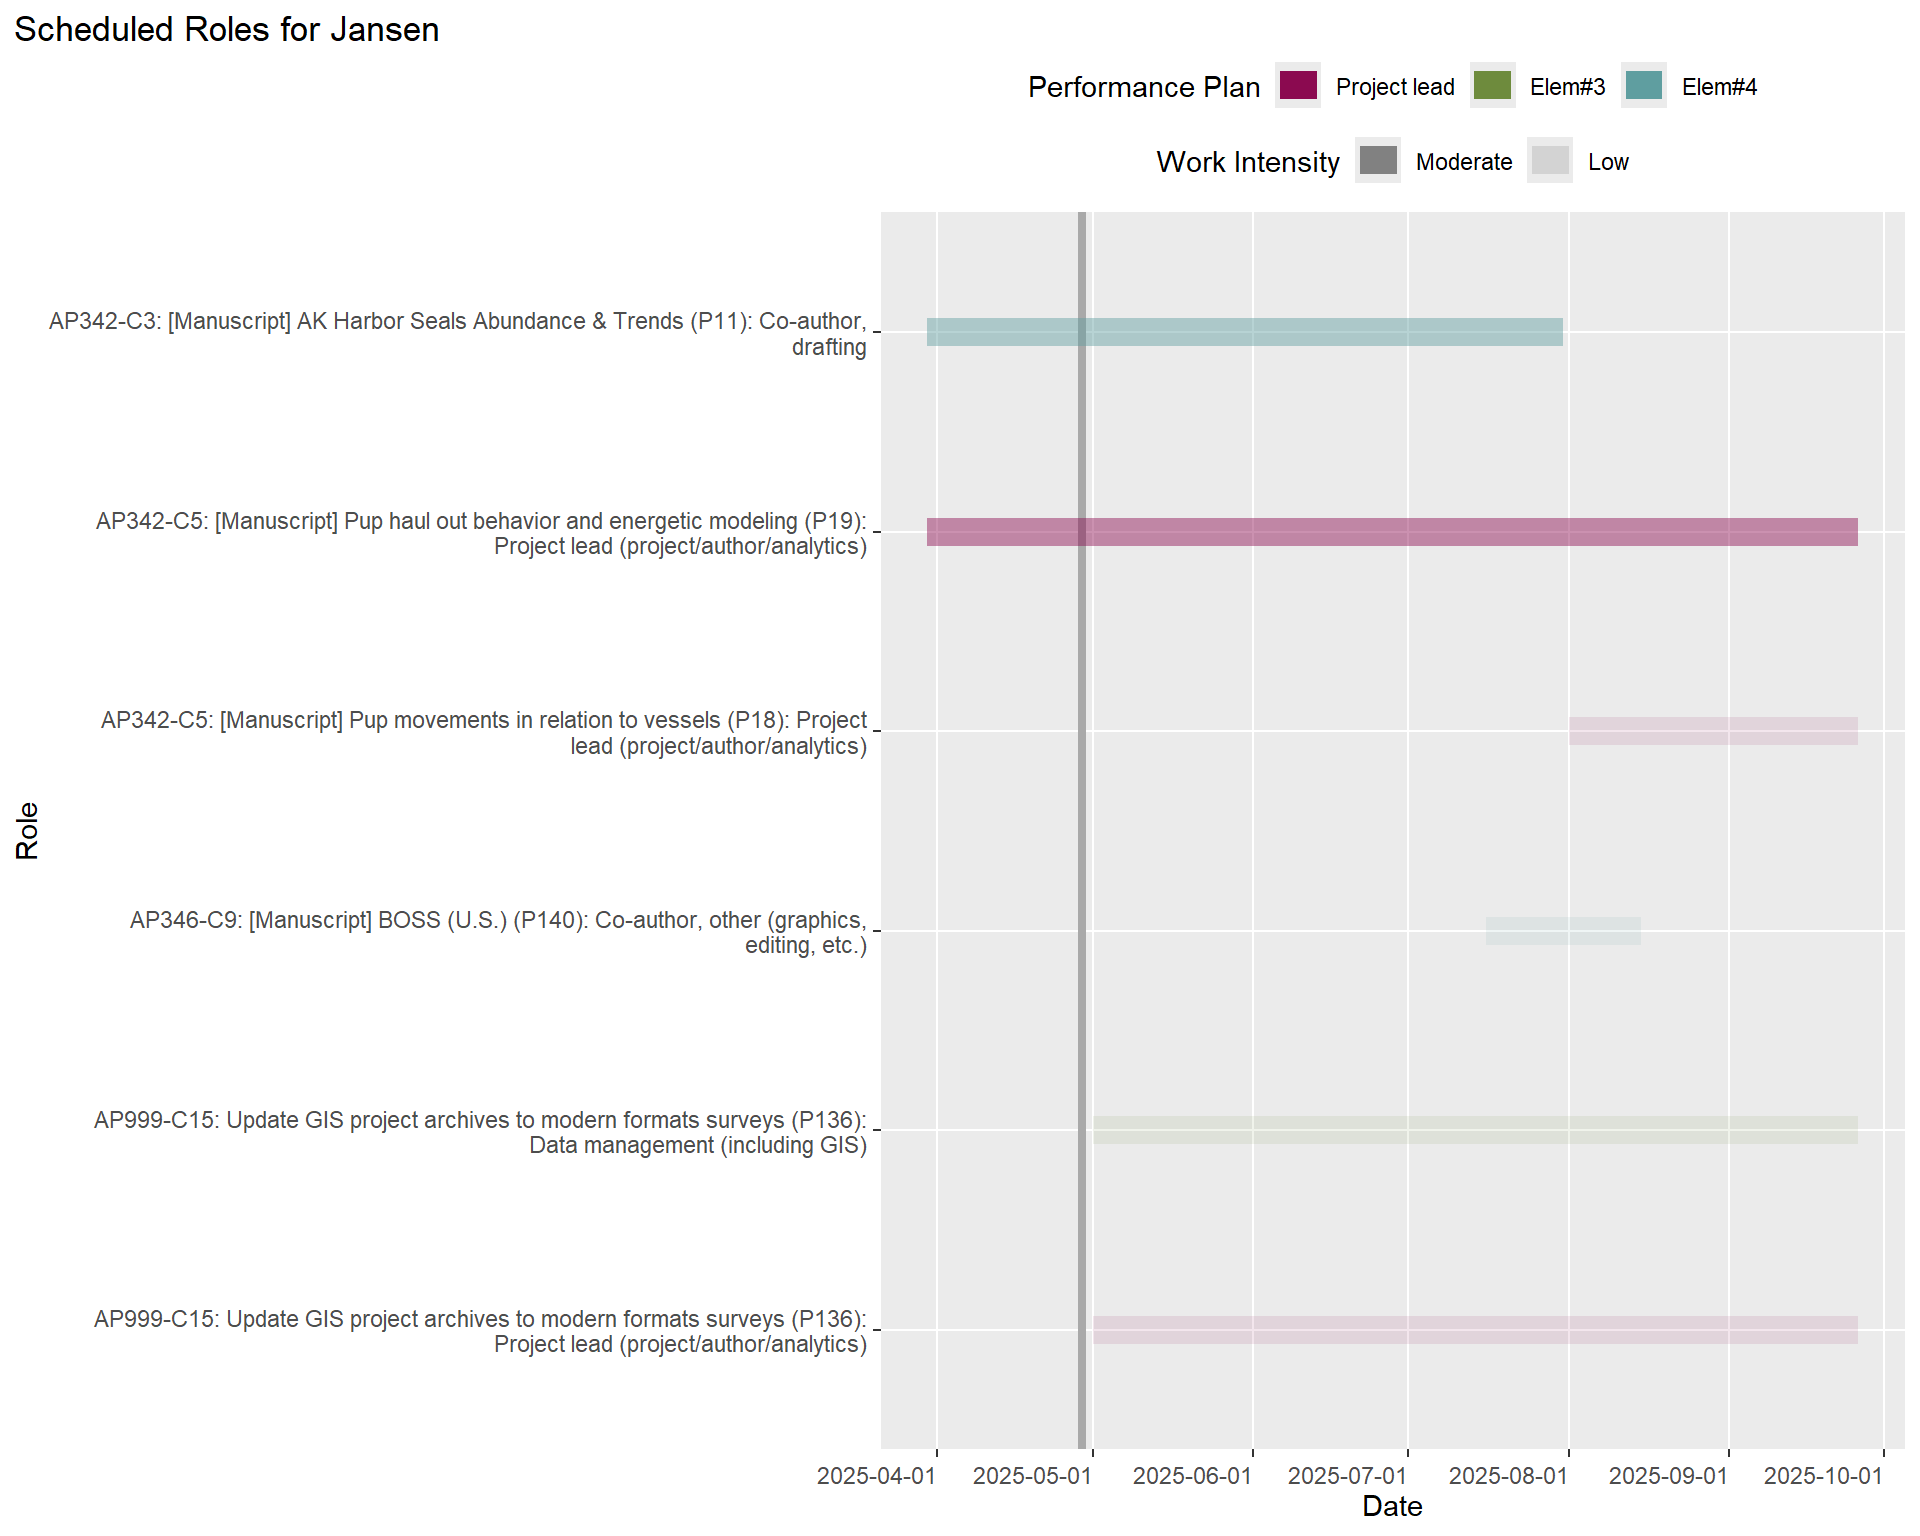 Scheduled Roles for Jansen
Performance Plan Project lead Elem#3 Elem#4
Work Intensity Moderate Low
AP342-C3: [Manuscript] AK Harbor Seals Abundance & Trends (P11): Co-author,
drafting
AP342-C5: [Manuscript] Pup haul out behavior and energetic modeling (P19):
Project lead (project/author/analytics)
AP342-C5: [Manuscript] Pup movements in relation to vessels (P18): Project
lead (project/author/analytics)
Role
AP346-C9: [Manuscript] BOSS (U.S.) (P140): Co-author, other (graphics,
editing, etc.)
AP999-C15: Update GIS project archives to modern formats surveys (P136):
Data management (including GIS)
AP999-C15: Update GIS project archives to modern formats surveys (P136):
Project lead (project/author/analytics)
2025-04-01 2025-05-01 2025-06-01 2025-07-01 2025-08-01 2025-09-01 2025-10-01
Date